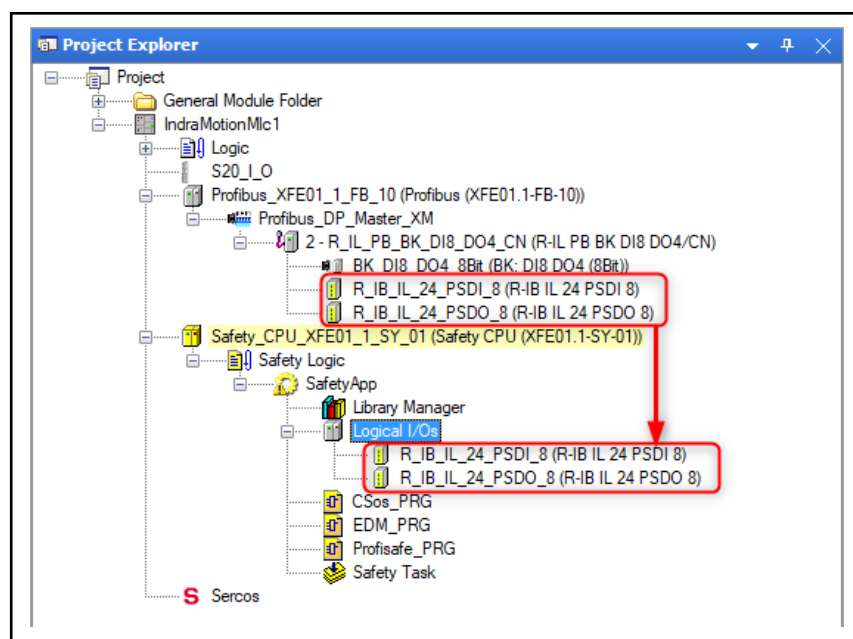 Project Explorer
Project
General Module Folder
IndraMotionMlc1
Logic
S20_I_O
Profibus_XFE01_1_FB_10 (Profibus (XFE01.1-FB-10))
Profibus_DP_Master_XM
2 - R_IL_PB_BK_DI8_DO4_CN (R-IL PB BK DI8 DO4/CN)
BK_DI8_DO4_8Bit (BK: DI8 DO4 (8Bit))
R_IB_IL_24_PSDI_8 (R-IB IL 24 PSDI 8)
R_IB_IL_24_PSDO_8 (R-IB IL 24 PSDO 8)
Safety_CPU_XFE01_1_SY_01 (Safety CPU (XFE01.1-SY-01))
Safety Logic
SafetyApp
Library Manager
Logical I/Os
R_IB_IL_24_PSDI_8 (R-IB IL 24 PSDI 8)
R_IB_IL_24_PSDO_8 (R-IB IL 24 PSDO 8)
CSos_PRG
EDM_PRG
Profisafe_PRG
Safety Task
S Sercos